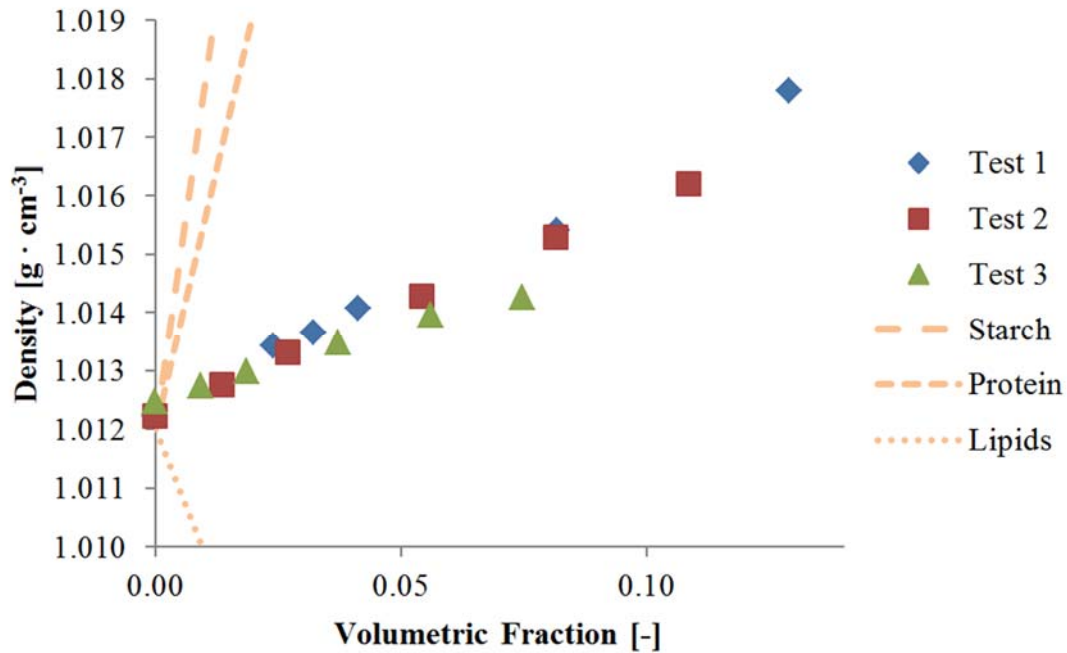 1.019
1.018
1.017
1.016
1.015
1.014
1.013
1.012
1.011
1.010
Density [g · cm⁻³]
0.00 0.05 0.10
Volumetric Fraction [-]
Test 1
Test 2
Test 3
Starch
Protein
Lipids